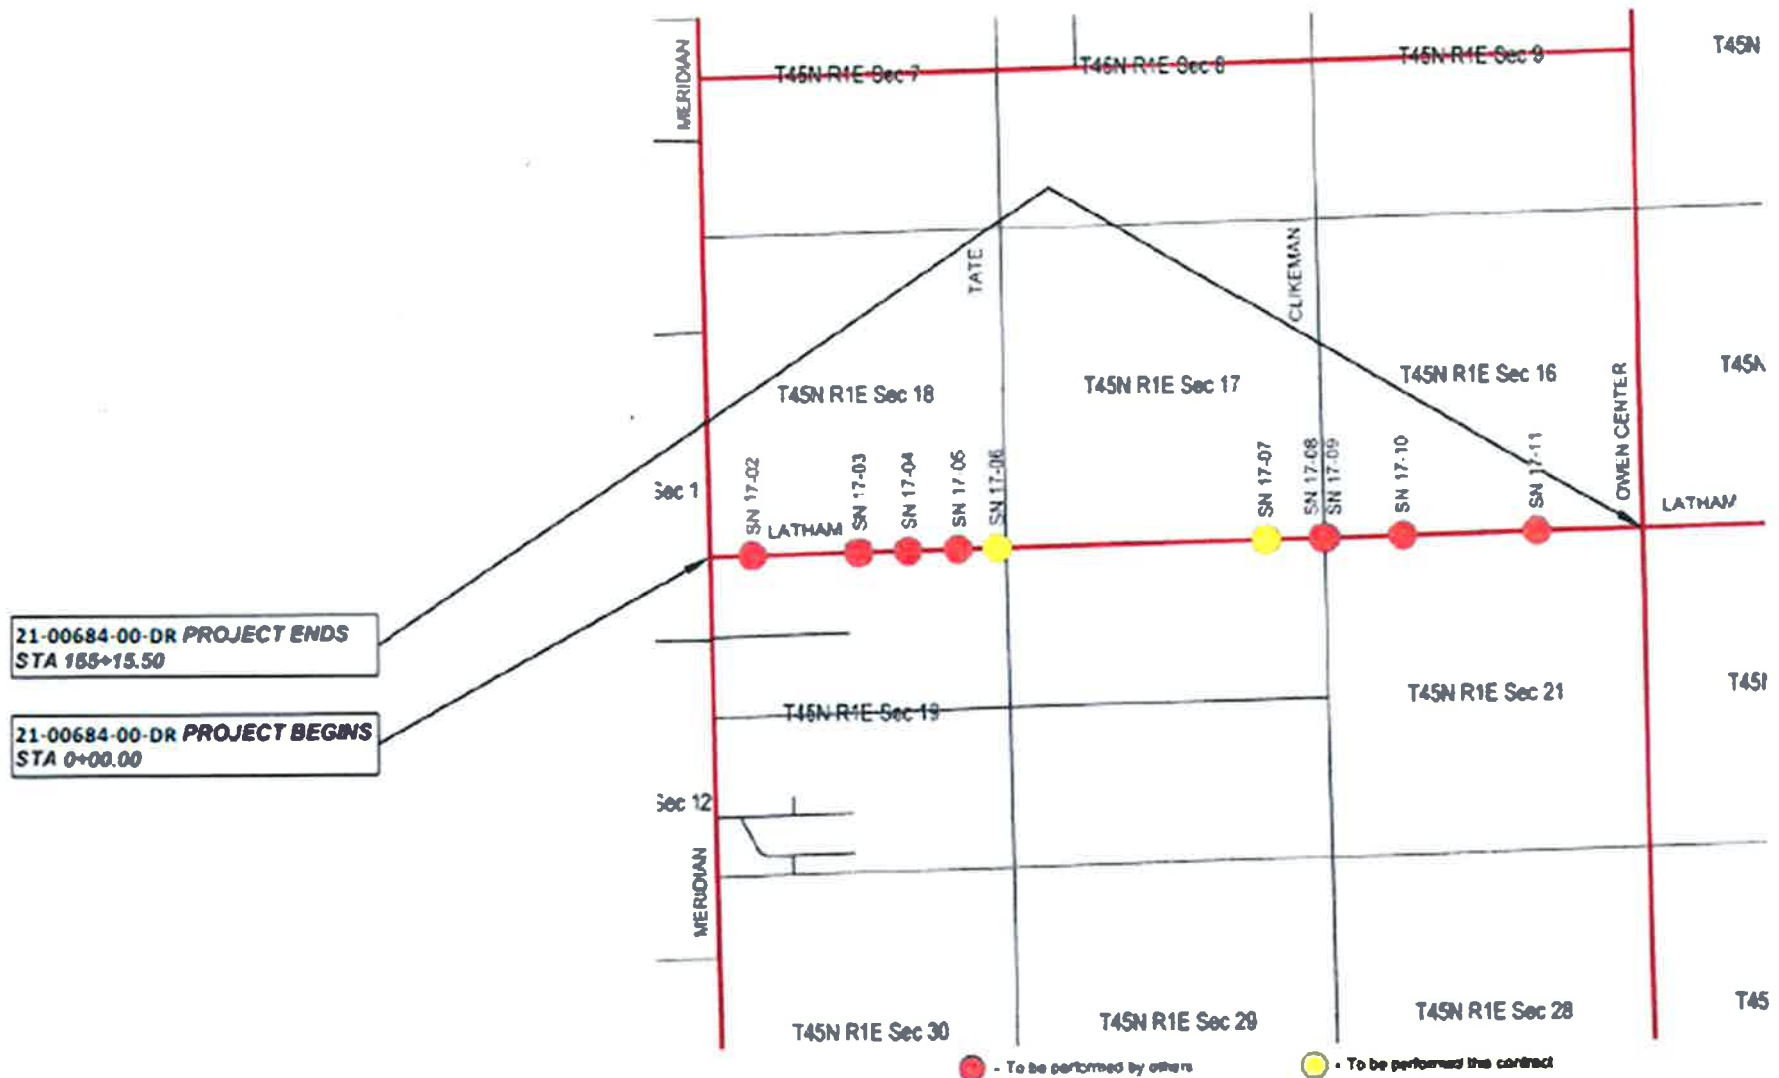 MERIDIAN
T45N R1E Sec 7
T45N R1E Sec 8
T45N R1E Sec 9
T45N
TATE
CLIKEMAN
T45N R1E Sec 18
T45N R1E Sec 17
T45N R1E Sec 16
T45N
OWEN CENTER
Sec 1
SN 17-02
LATHAM
SN 17-03
SN 17-04
SN 17-05
SN 17-06
SN 17-07
SN 17-08
SN 17-09
SN 17-10
SN 17-11
LATHAM
21-00684-00-DR PROJECT ENDS
STA 155+15.50
21-00684-00-DR PROJECT BEGINS
STA 0+00.00
T45N R1E Sec 19
T45N R1E Sec 21
T45
Sec 12
MERIDIAN
T45N R1E Sec 30
T45N R1E Sec 29
T45N R1E Sec 28
T45
- To be performed by others
- To be performed this contract